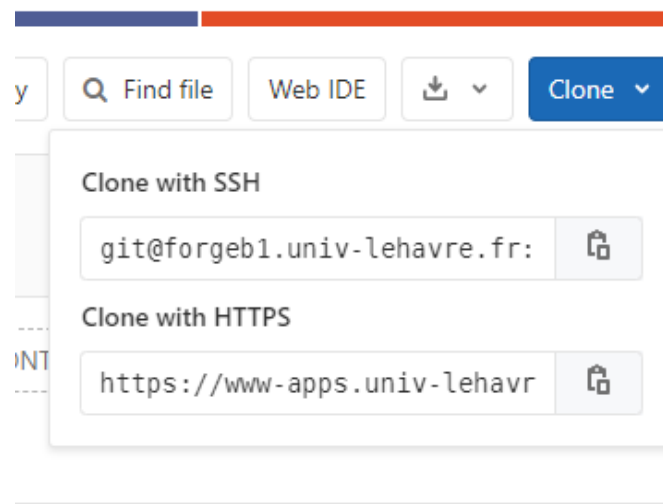 y Find file Web IDE Clone
Clone with SSH
git@forgeb1.univ-lehavre.fr:
Clone with HTTPS
ONT
https://www-apps.univ-lehavr